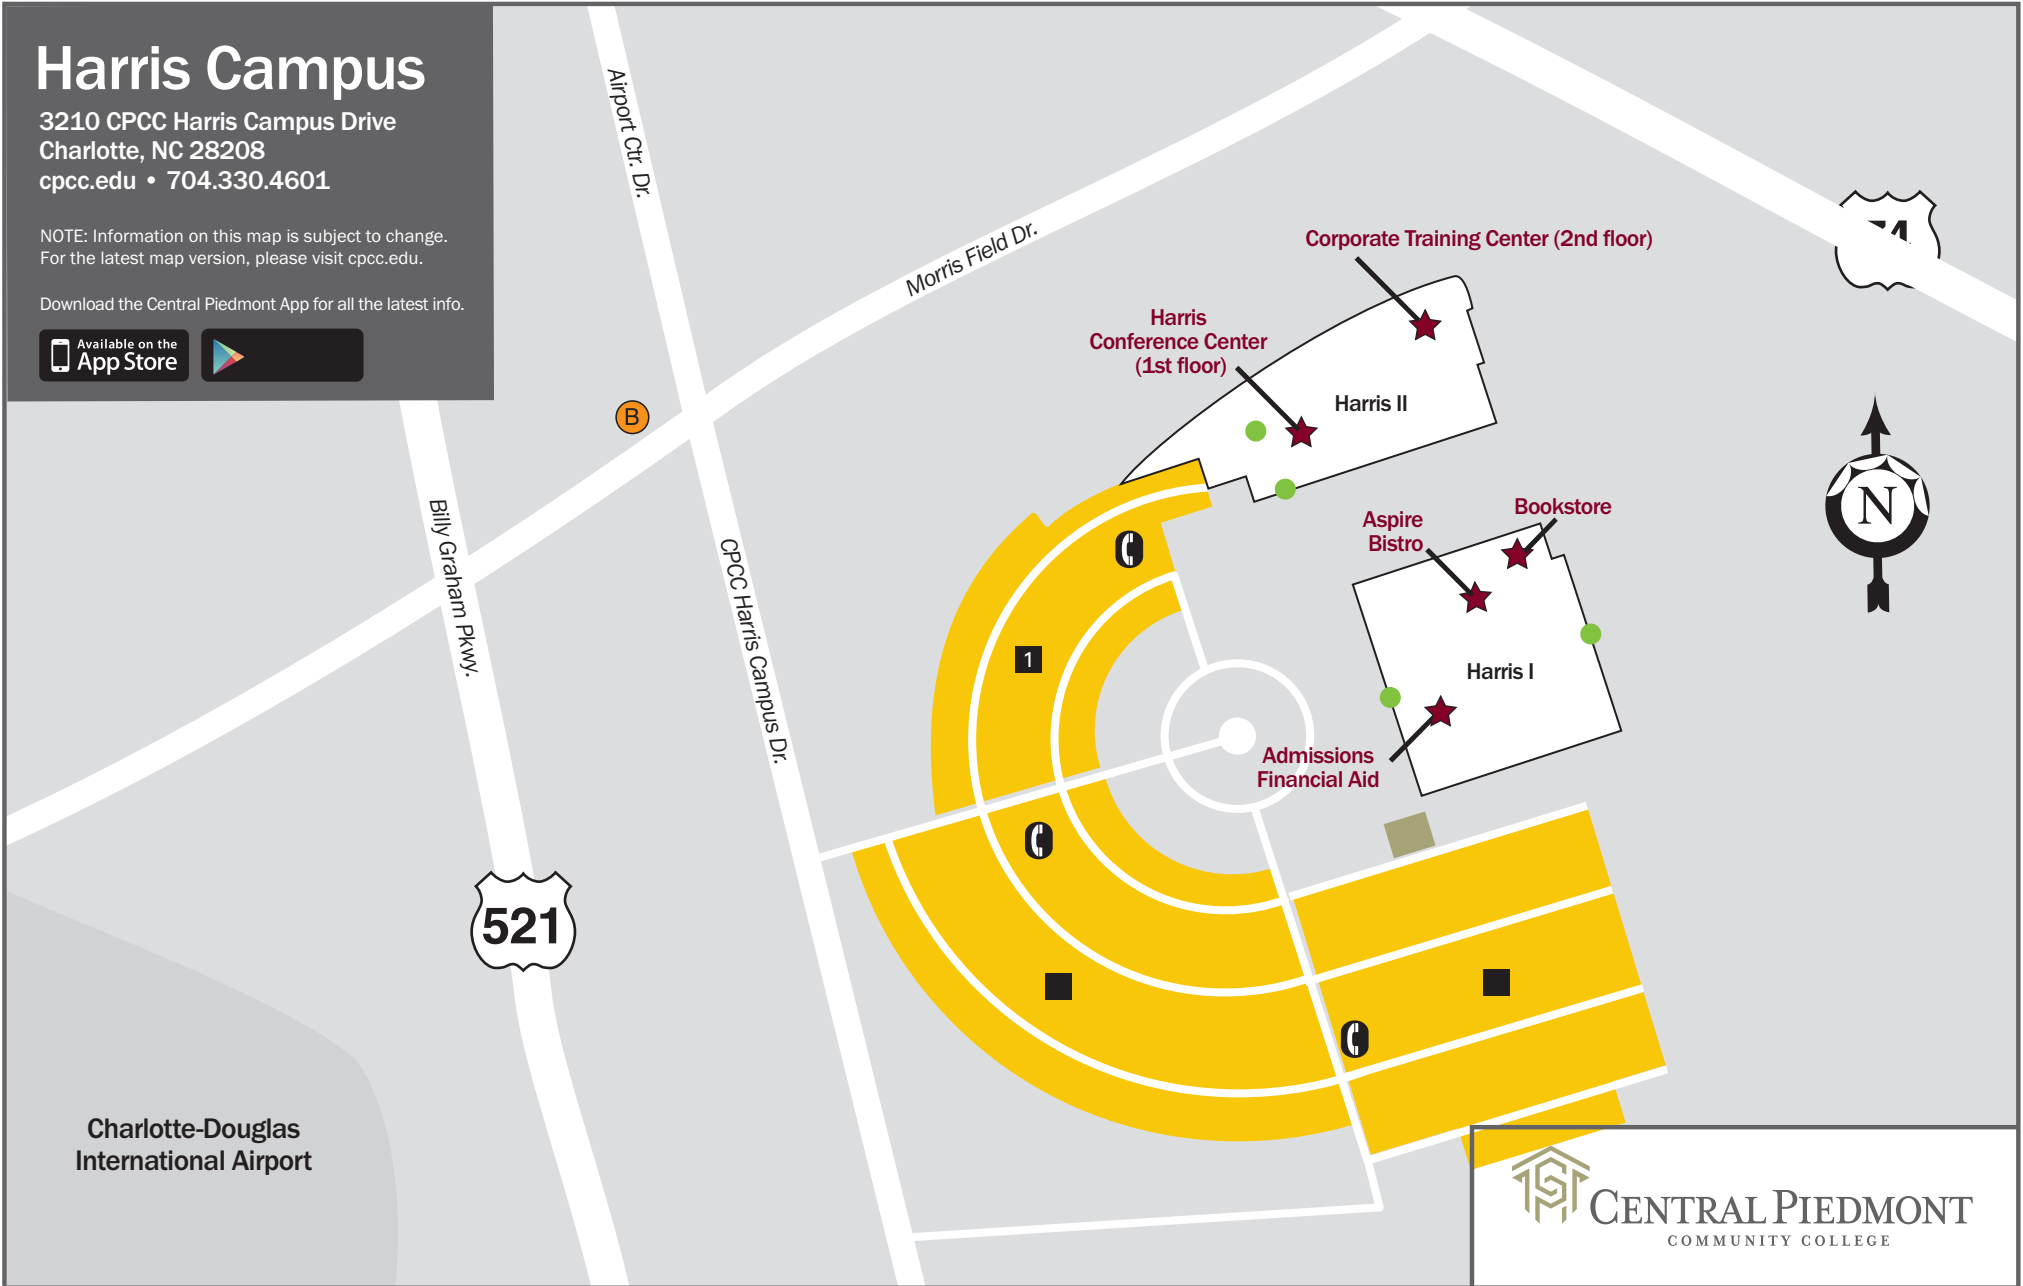 Harris Campus
3210 CPCC Harris Campus Drive
Charlotte, NC 28208
cpcc.edu • 704.330.4601
NOTE: Information on this map is subject to change.
For the latest map version, please visit cpcc.edu.
Download the Central Piedmont App for all the latest info.
Available on the
App Store
Airport Ctr. Dr.
Morris Field Dr.
Corporate Training Center (2nd floor)
Harris
Conference Center
(1st floor)
Harris II
B
Billy Graham Pkwy.
CPCC Harris Campus Dr.
Bookstore
Aspire
Bistro
N
1
Harris I
Admissions
Financial Aid
521
Charlotte-Douglas
International Airport
CENTRAL PIEDMONT
COMMUNITY COLLEGE